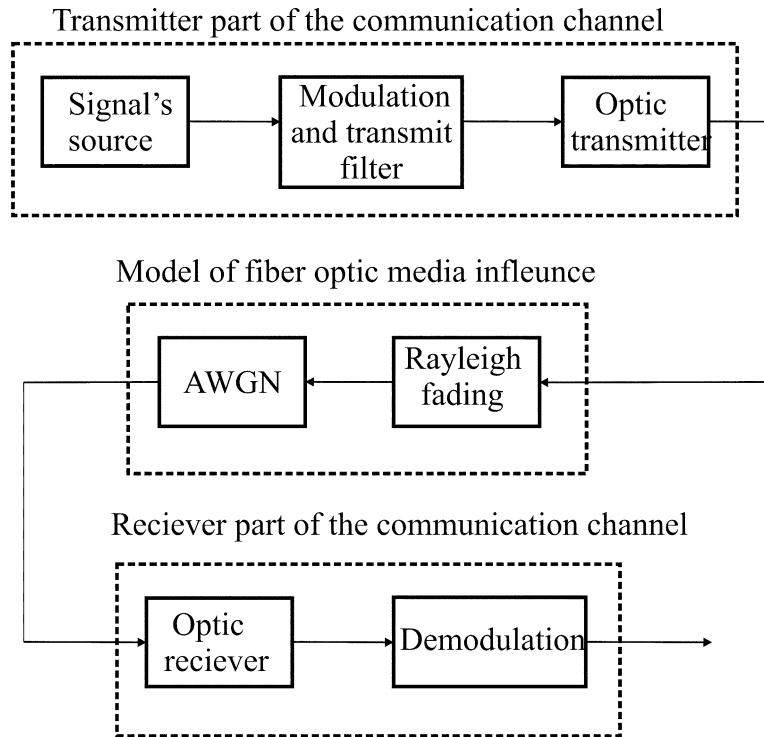 Transmitter part of the communication channel
Signal's
source
Modulation
and transmit
filter
Optic
transmitter
Model of fiber optic media infleunce
AWGN
Rayleigh
fading
Reciever part of the communication channel
Optic
reciever
Demodulation